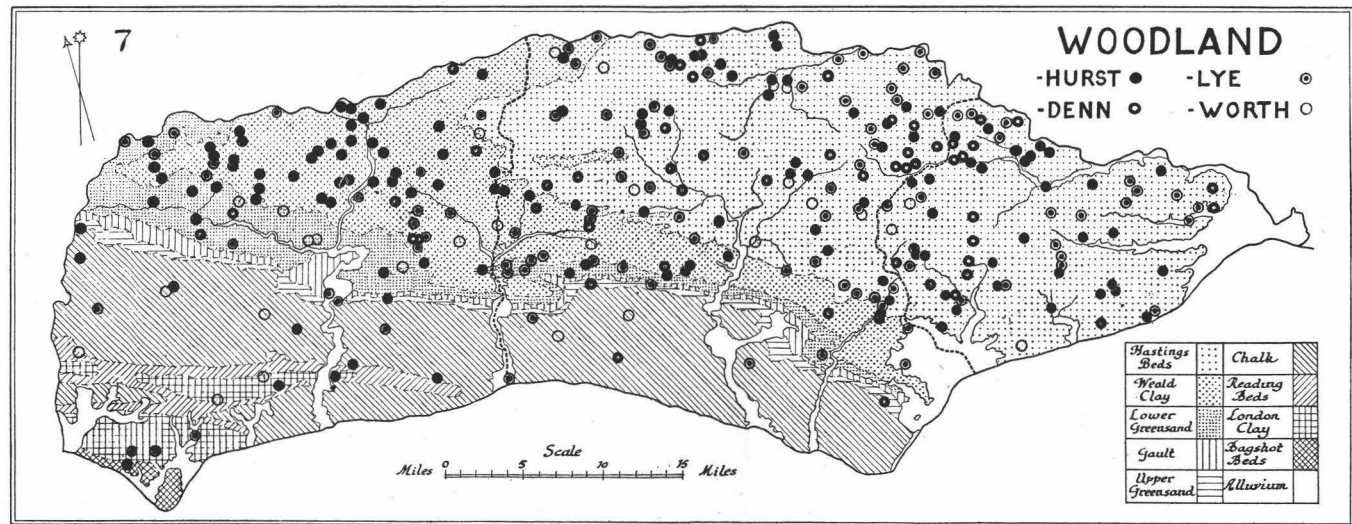 7
WOODLAND
-HURST -LYE
-DENN -WORTH
Hastings Beds Chalk
Weald Clay Reading Beds
Lower Greensand London Clay
Gault Bagshot Beds
Upper Greensand Alluvium
Scale
Miles 0 5 10 15 Miles